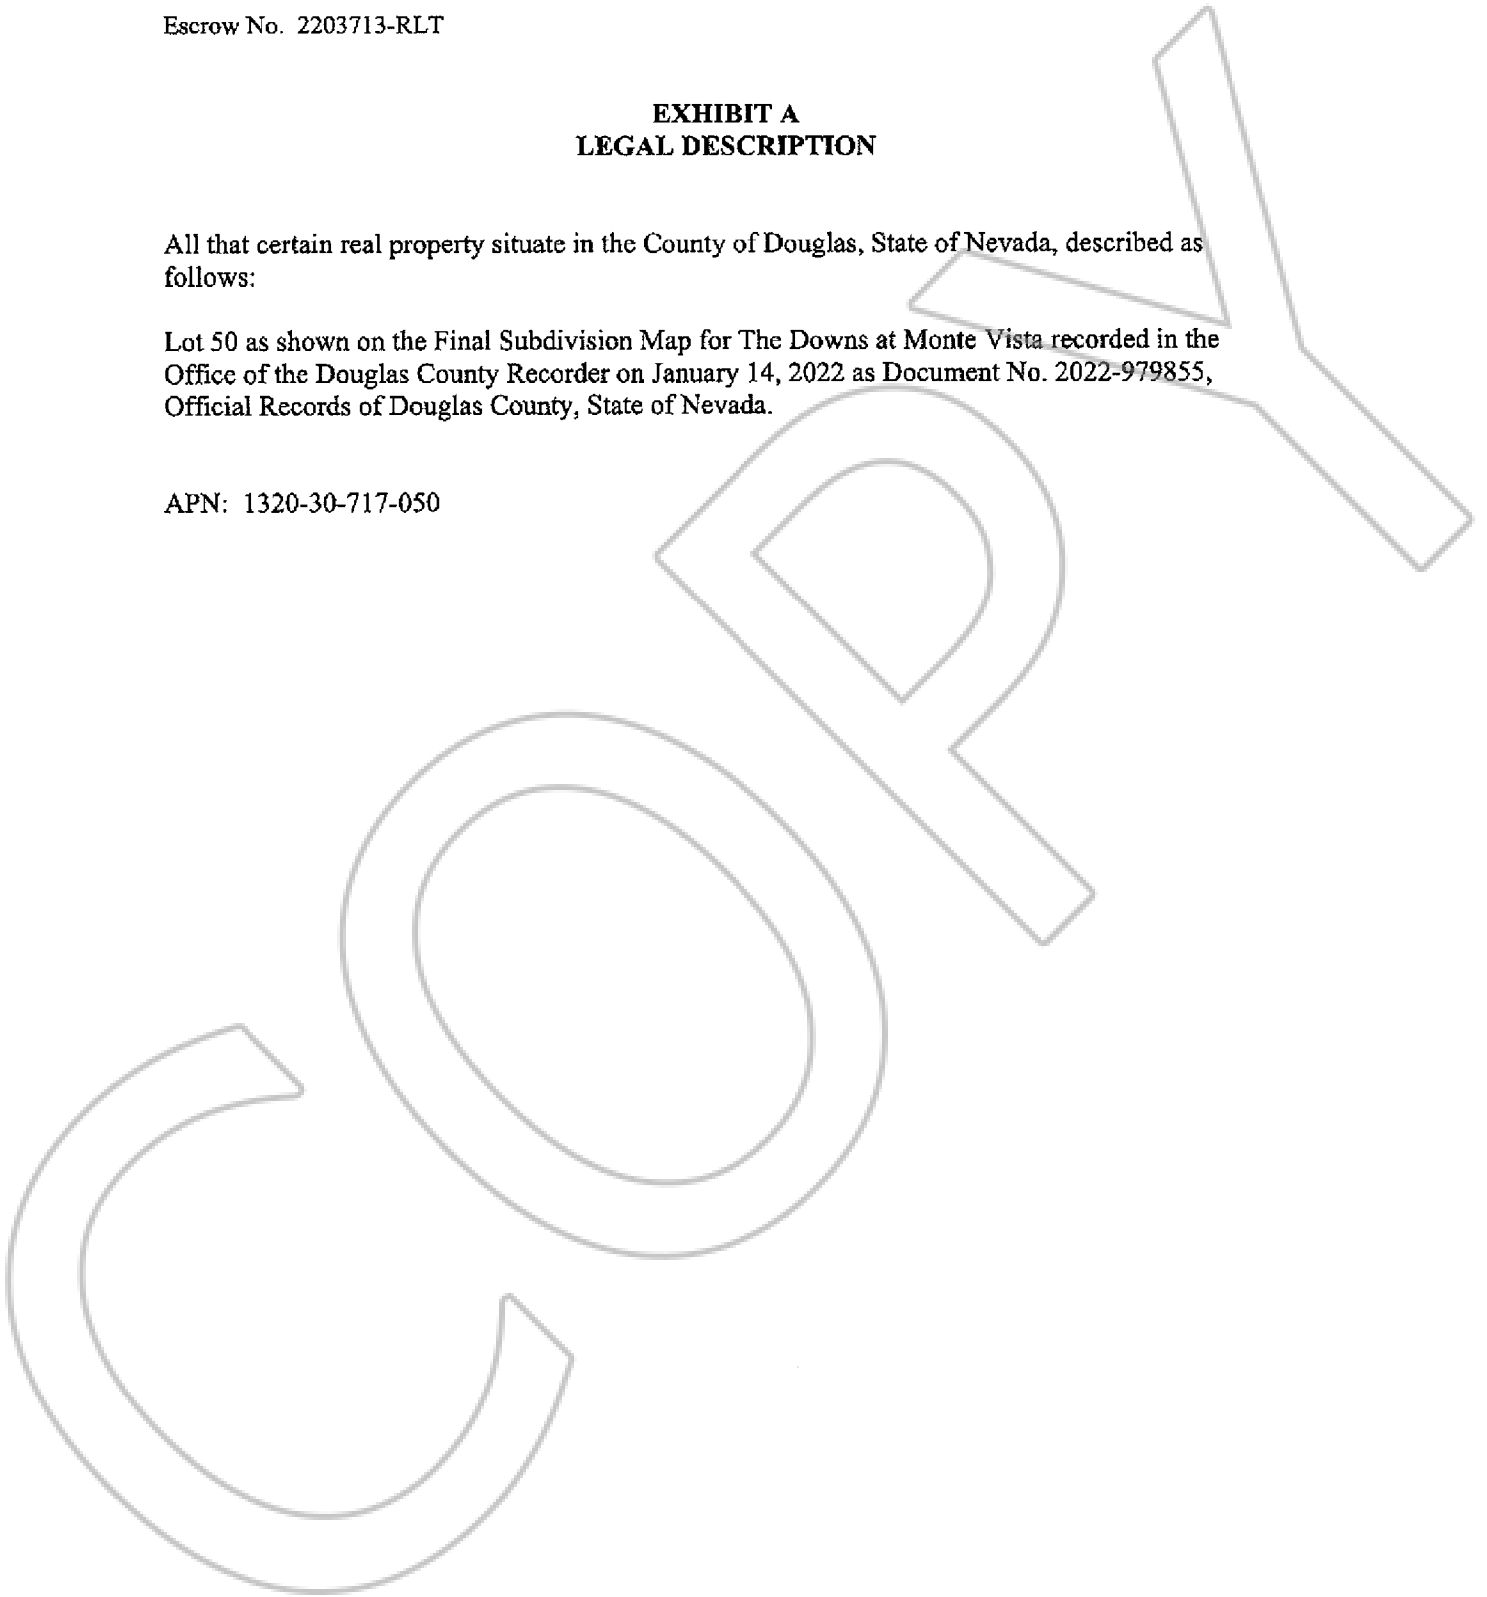 Escrow No. 2203713-RLT
EXHIBIT A
LEGAL DESCRIPTION
All that certain real property situate in the County of Douglas, State of Nevada, described as
follows:
Lot 50 as shown on the Final Subdivision Map for The Downs at Monte Vista recorded in the
Office of the Douglas County Recorder on January 14, 2022 as Document No. 2022-979855,
Official Records of Douglas County, State of Nevada.
APN: 1320-30-717-050
COPY